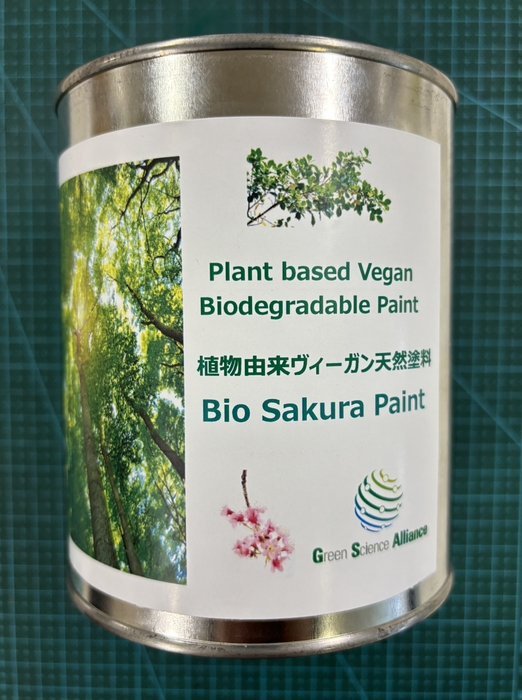 Plant based Vegan
Biodegradable Paint
植物由来ヴィーガン天然塗料
Bio Sakura Paint
Green Science Alliance